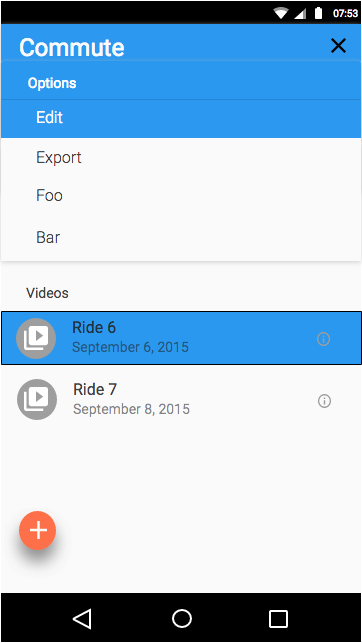 07:53
Commute
Options
Edit
Export
Foo
Bar
Videos
Ride 6
September 6, 2015
Ride 7
September 8, 2015